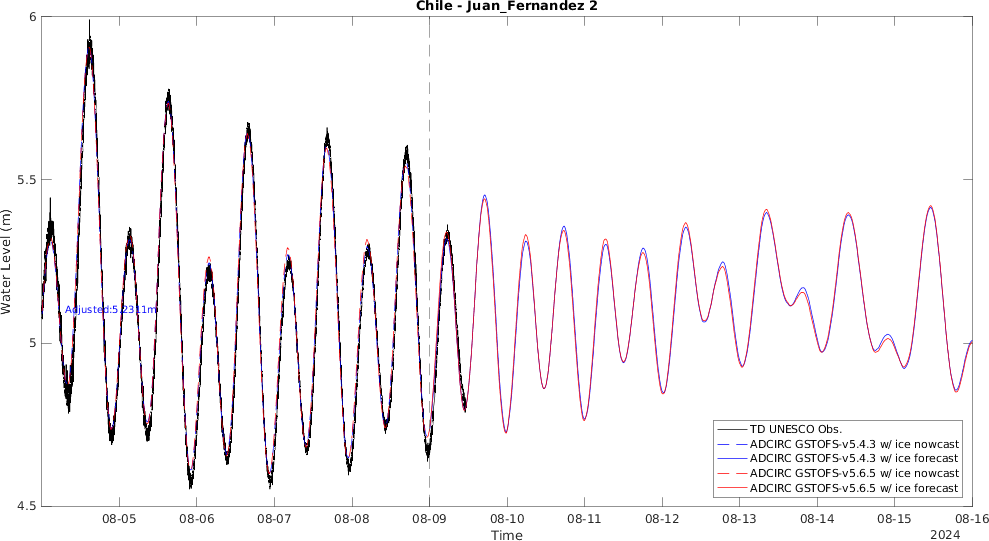 Chile - Juan_Fernandez 2
6
5.5
5
4.5
Water Level (m)
Adjusted:5.2311m
TD UNESCO Obs.
ADCIRC GSTOFS-v5.4.3 w/ ice nowcast
ADCIRC GSTOFS-v5.4.3 w/ ice forecast
ADCIRC GSTOFS-v5.6.5 w/ ice nowcast
ADCIRC GSTOFS-v5.6.5 w/ ice forecast
08-05 08-06 08-07 08-08 08-09 08-10 08-11 08-12 08-13 08-14 08-15 08-16
Time
2024